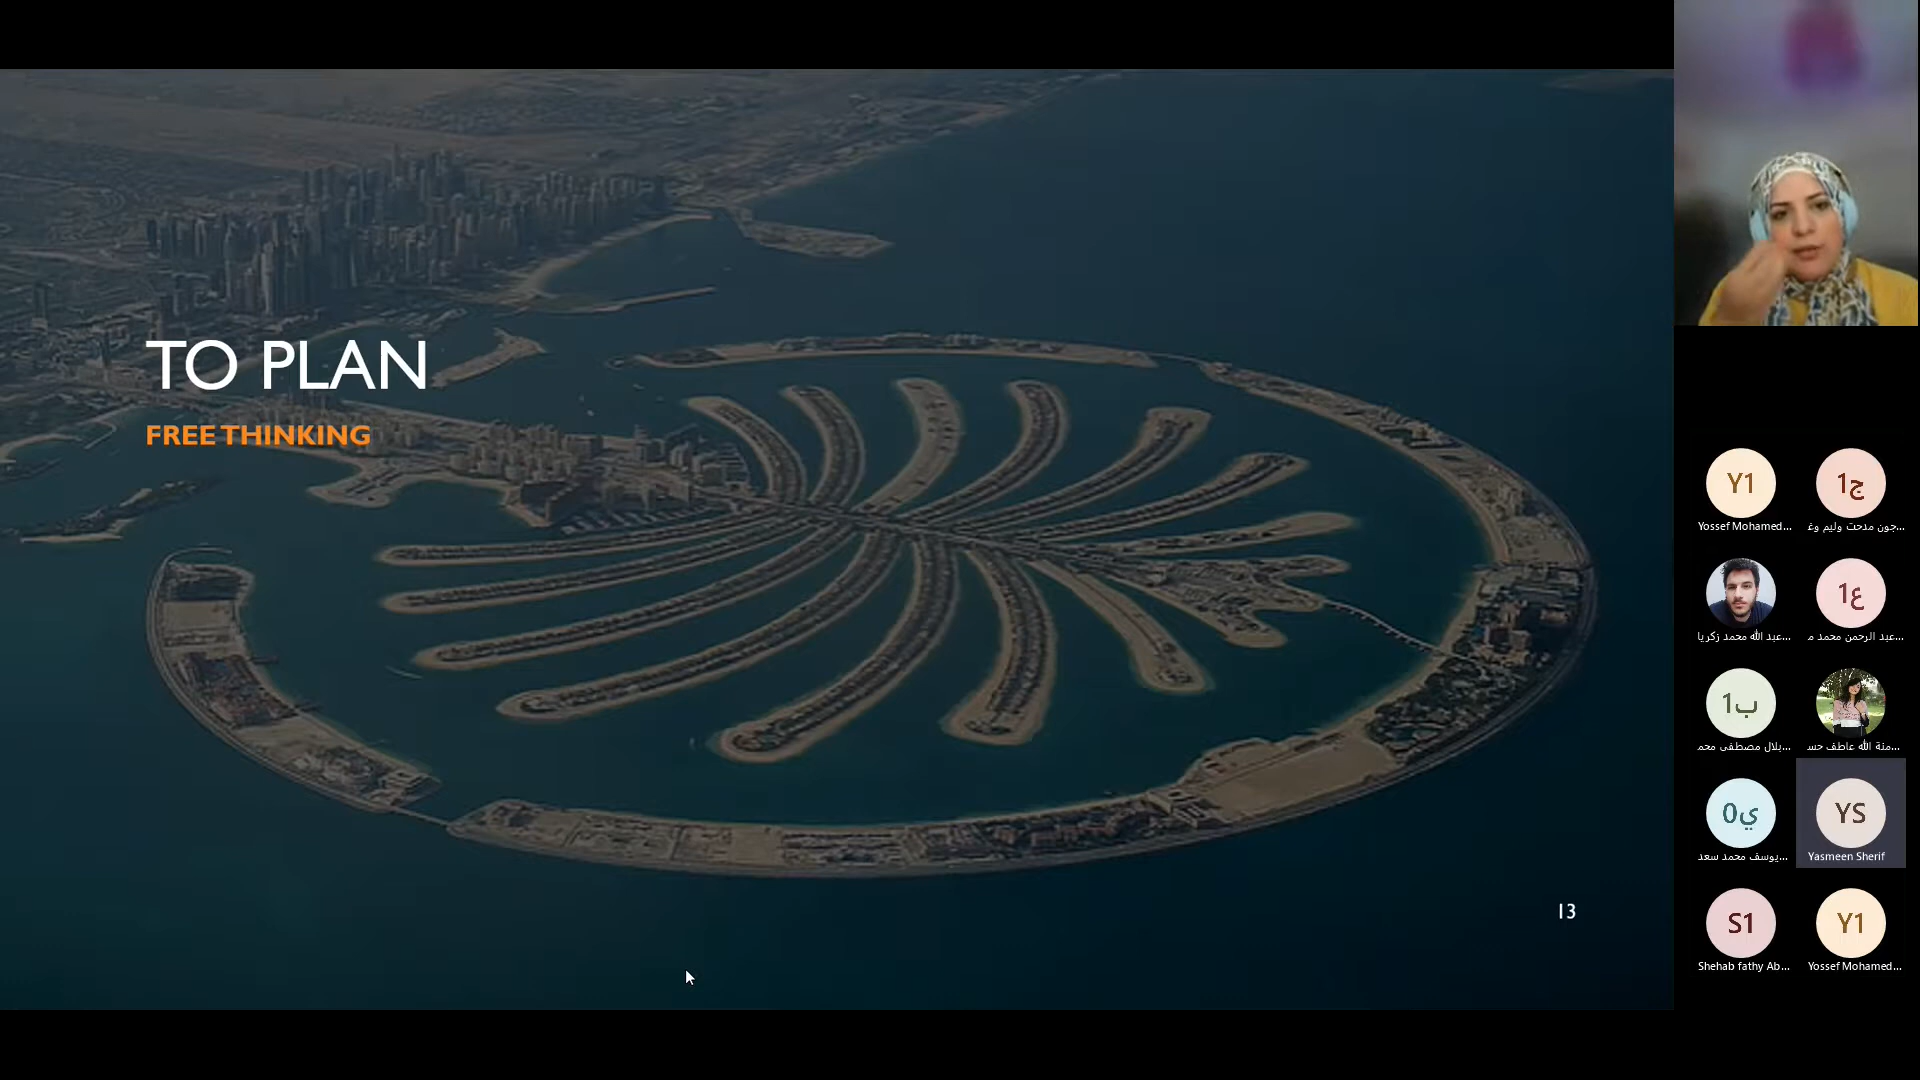 TO PLAN
FREE THINKING
13
Y1
Yossef Mohamed...
ج1
جون مدحت وليم وغ...
عبد الله محمد زكريا...
ع1
عبد الرحمن محمد م...
ب1
بلال مصطفى محم...
منة الله عاطف حس...
ي0
يوسف محمد سعد...
YS
Yasmeen Sherif
S1
Shehab fathy Ab...
Y1
Yossef Mohamed...